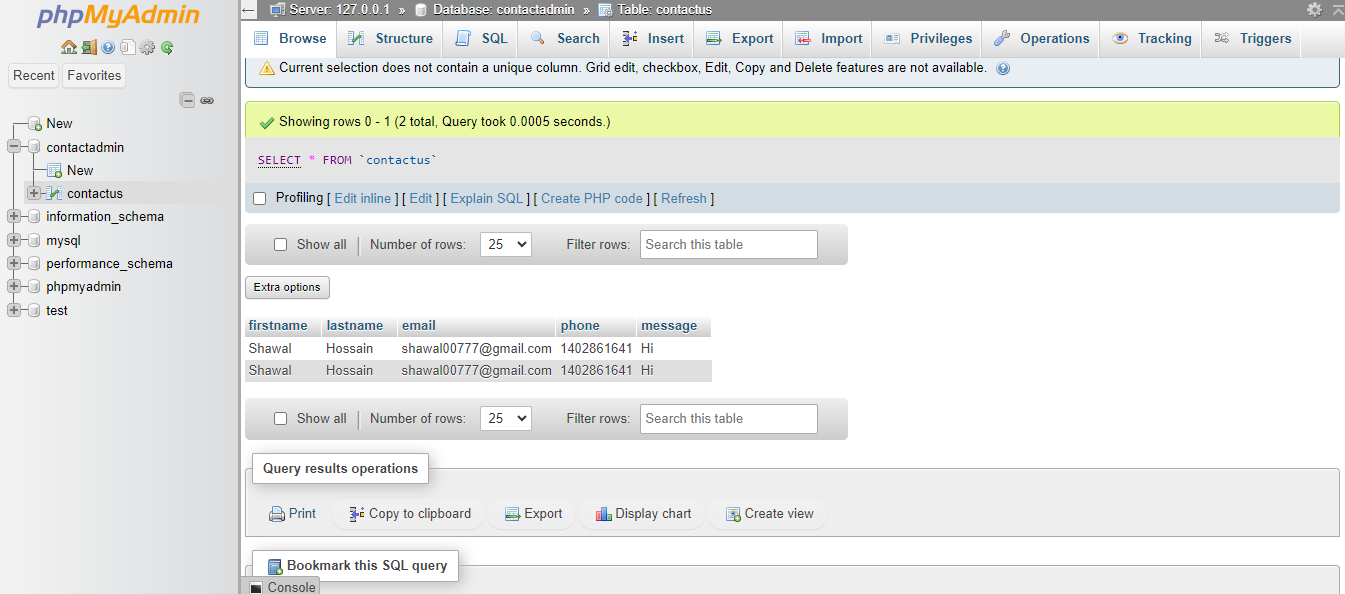 phpMyAdmin
Recent Favorites
New
contactadmin
New
contactus
information_schema
mysql
performance_schema
phpmyadmin
test
Server: 127.0.0.1 » Database: contactadmin » Table: contactus
Browse Structure SQL Search Insert Export Import Privileges Operations Tracking Triggers
Current selection does not contain a unique column. Grid edit, checkbox, Edit, Copy and Delete features are not available.
Showing rows 0 - 1 (2 total, Query took 0.0005 seconds.)
SELECT * FROM `contactus`
Profiling [ Edit inline ] [ Edit ] [ Explain SQL ] [ Create PHP code ] [ Refresh ]
Show all Number of rows: 25 Filter rows: Search this table
Extra options
firstname lastname email phone message
Shawal Hossain shawal00777@gmail.com 1402861641 Hi
Shawal Hossain shawal00777@gmail.com 1402861641 Hi
Show all Number of rows: 25 Filter rows: Search this table
Query results operations
Print Copy to clipboard Export Display chart Create view
Bookmark this SQL query
Console